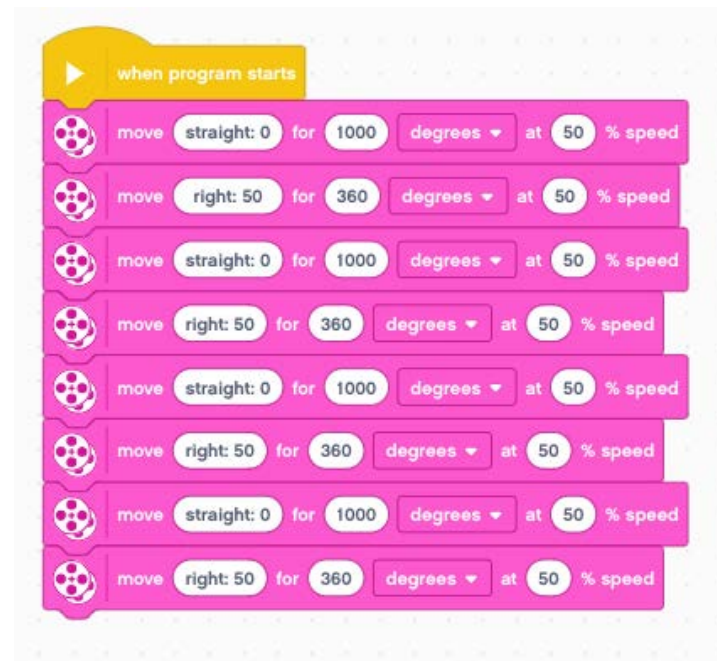 when program starts
move straight: 0 for 1000 degrees at 50 % speed
move right: 50 for 360 degrees at 50 % speed
move straight: 0 for 1000 degrees at 50 % speed
move right: 50 for 360 degrees at 50 % speed
move straight: 0 for 1000 degrees at 50 % speed
move right: 50 for 360 degrees at 50 % speed
move straight: 0 for 1000 degrees at 50 % speed
move right: 50 for 360 degrees at 50 % speed